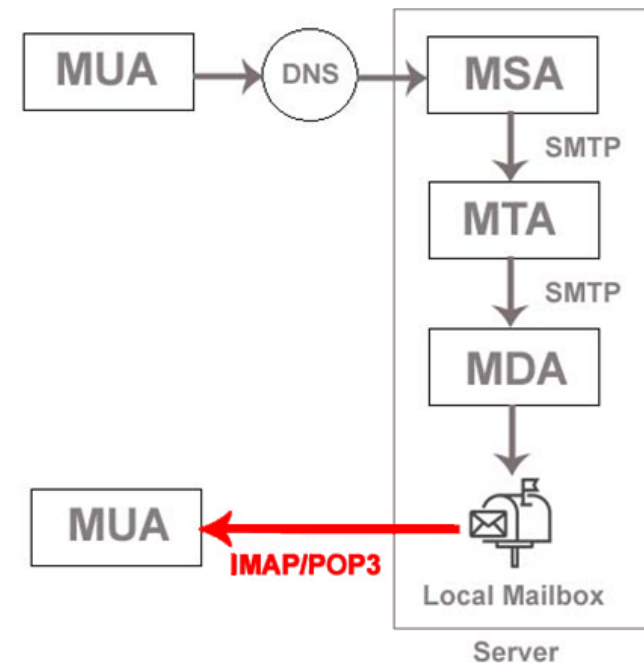 MUA
DNS
MSA
SMTP
MTA
SMTP
MDA
MUA
IMAP/POP3
Local Mailbox
Server